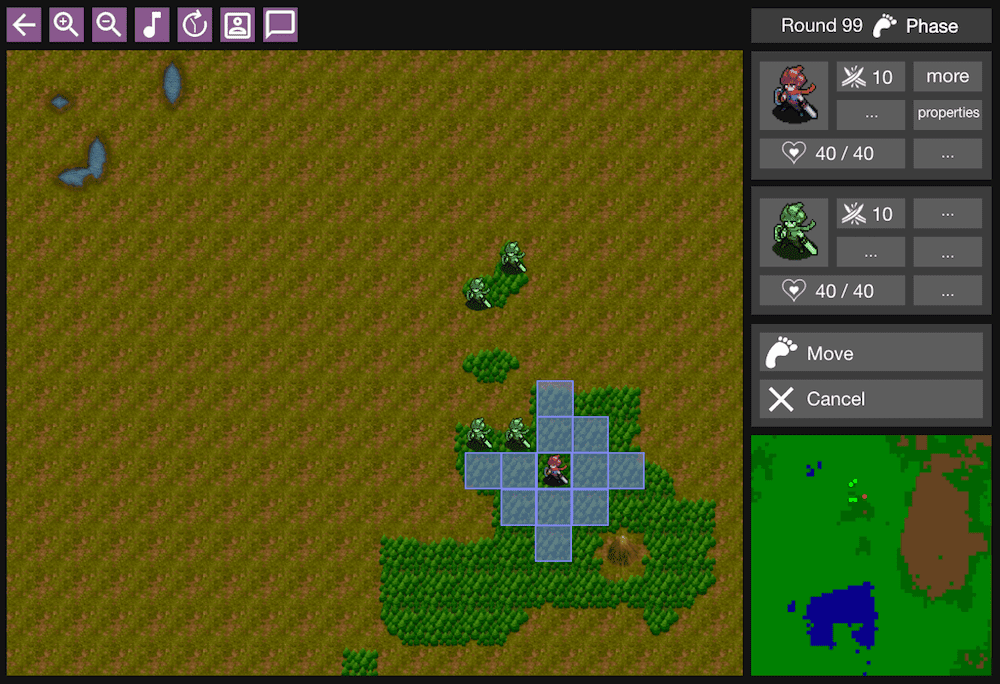 Round 99 Phase
10 more
... properties
40 / 40 ...
10 ...
... ...
40 / 40 ...
Move
Cancel